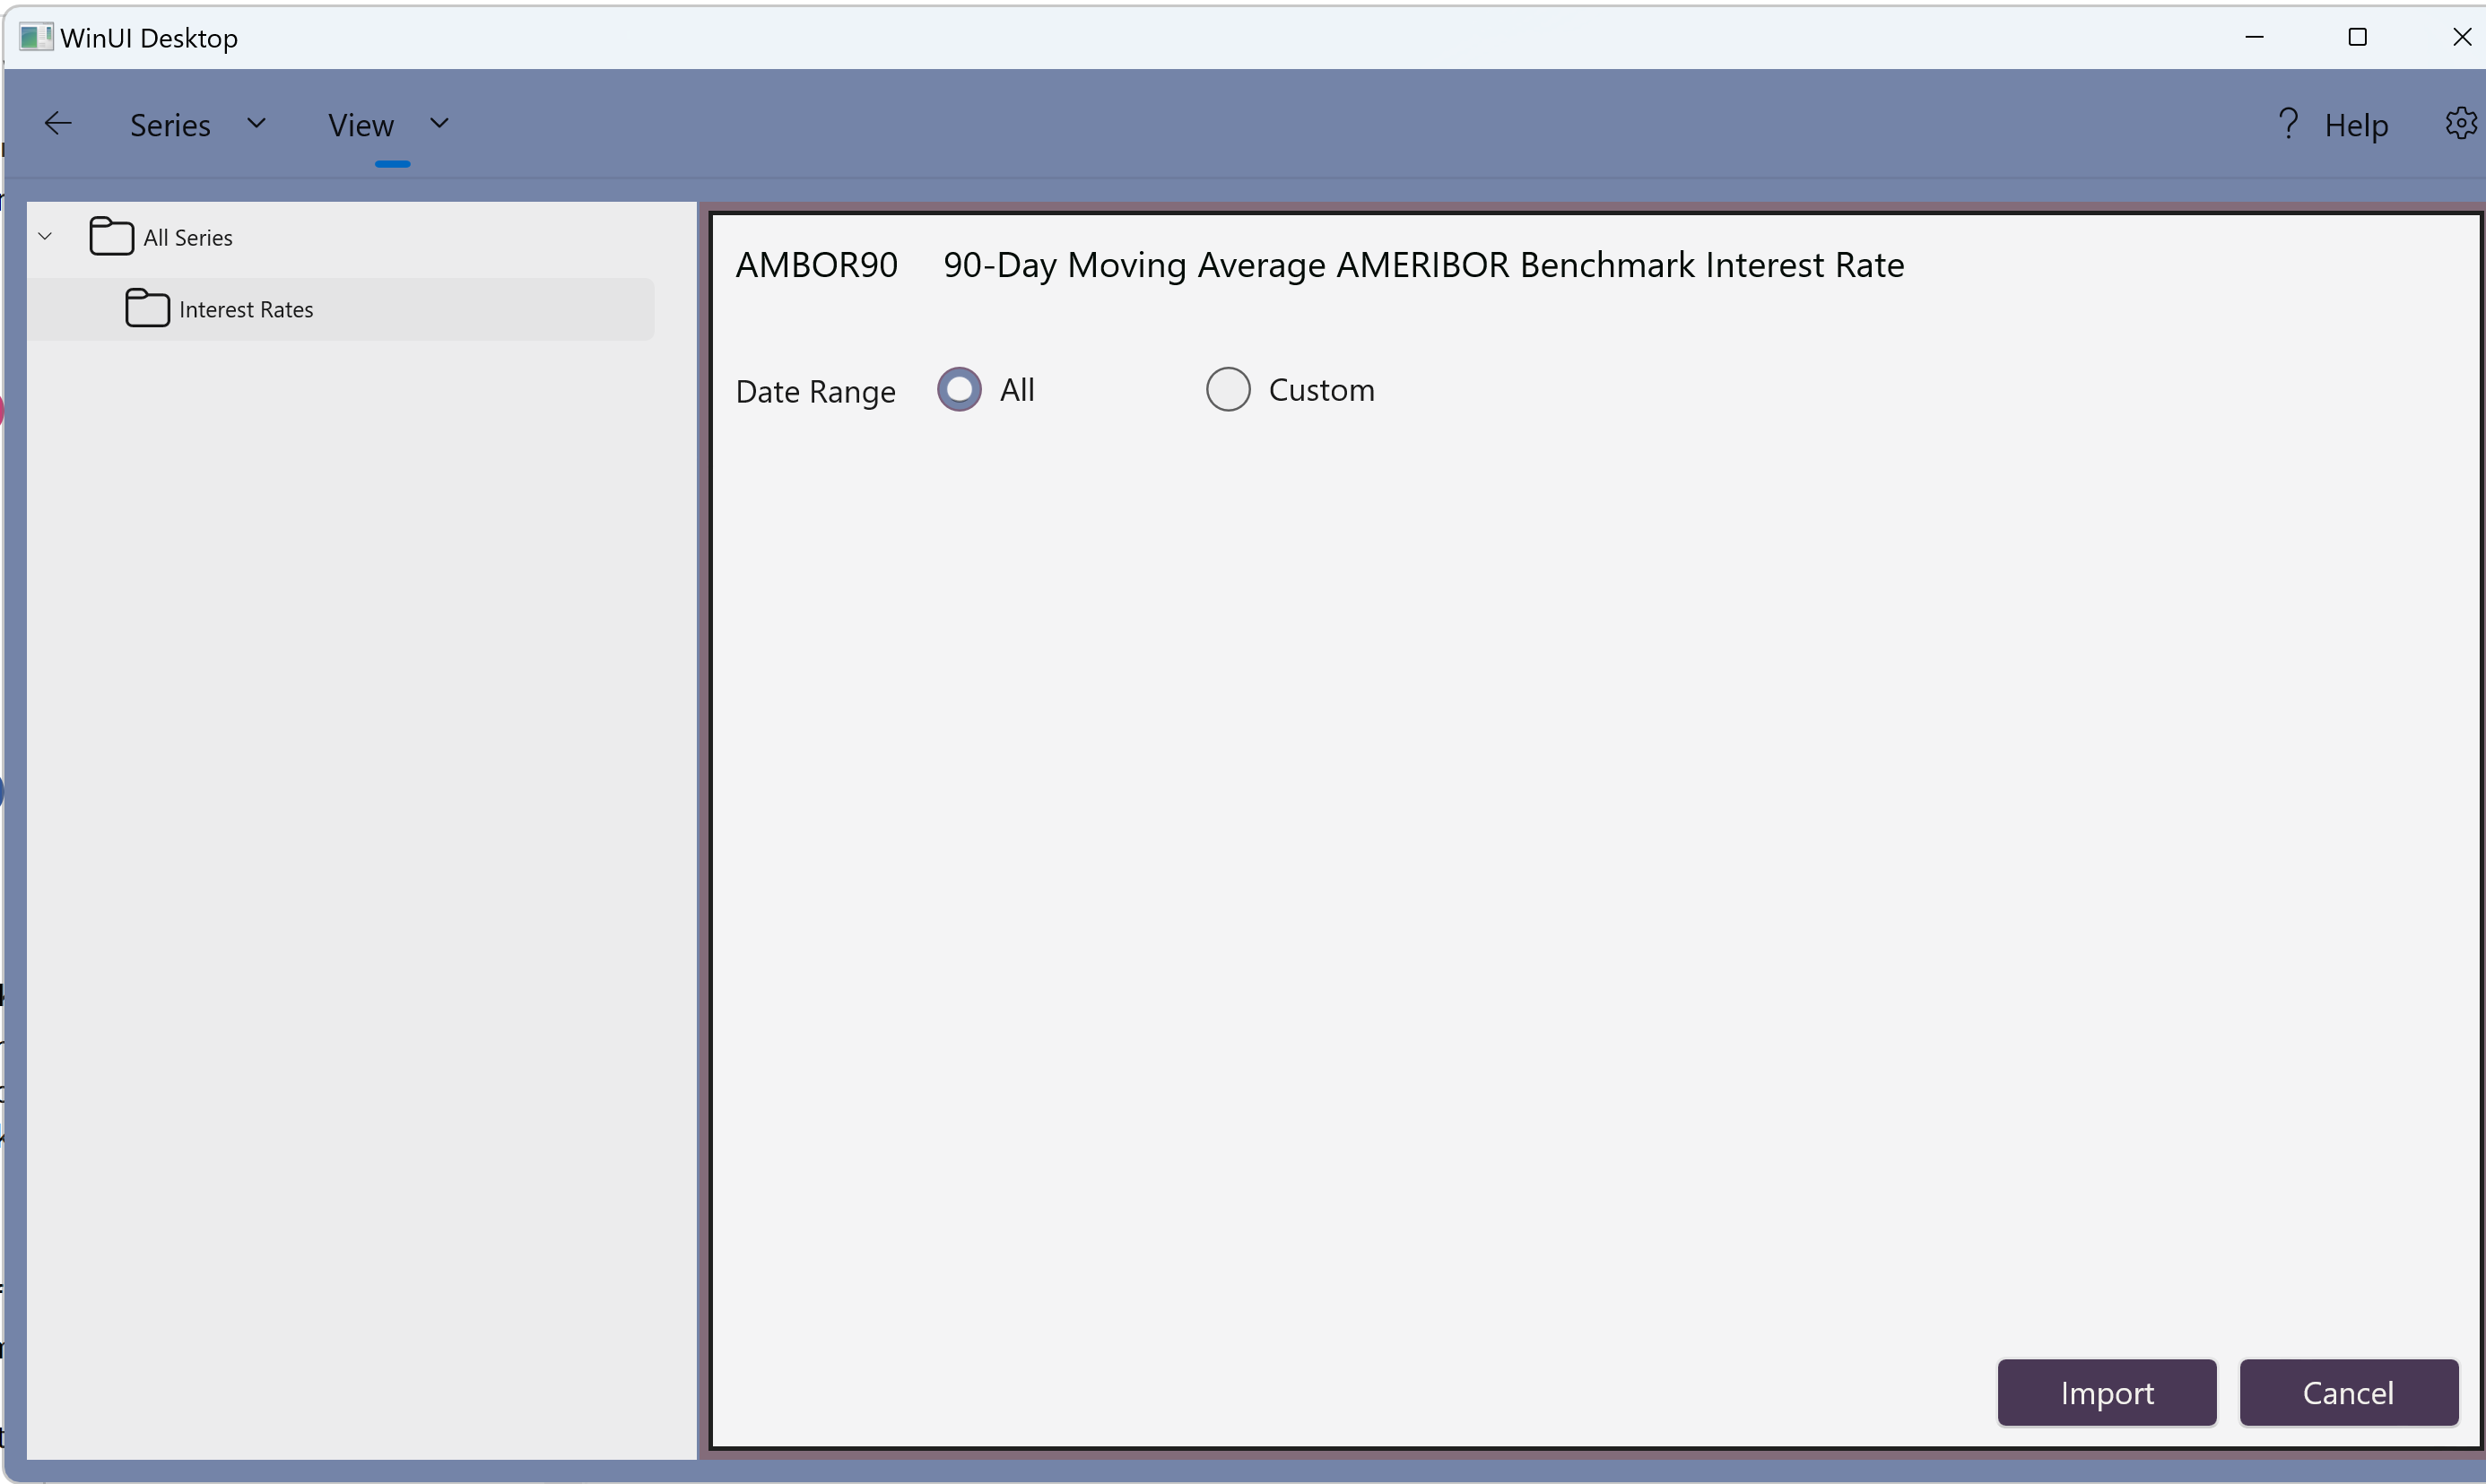 WinUI Desktop
Series View ? Help
All Series
Interest Rates
AMBOR90 90-Day Moving Average AMERIBOR Benchmark Interest Rate
Date Range All Custom
Import Cancel